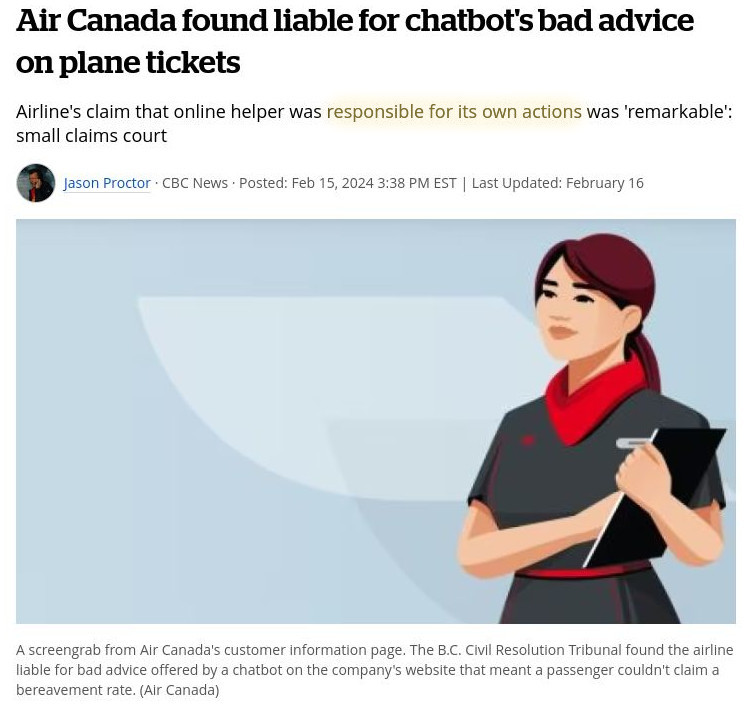 Air Canada found liable for chatbot's bad advice
on plane tickets
Airline's claim that online helper was responsible for its own actions was 'remarkable':
small claims court
Jason Proctor · CBC News · Posted: Feb 15, 2024 3:38 PM EST | Last Updated: February 16
A screengrab from Air Canada's customer information page. The B.C. Civil Resolution Tribunal found the airline
liable for bad advice offered by a chatbot on the company's website that meant a passenger couldn't claim a
bereavement rate. (Air Canada)